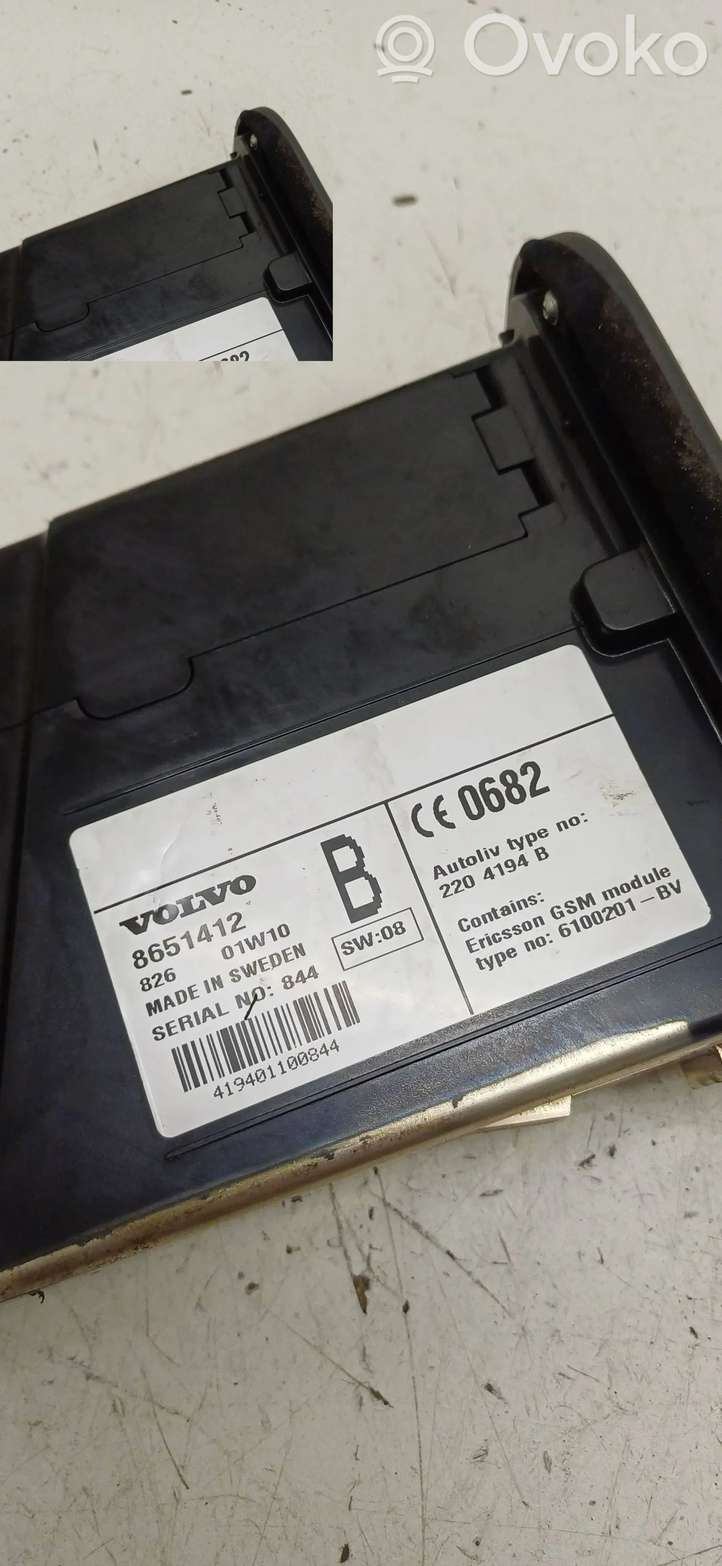 Ovoko
682
VOLVO
8651412
826 01W10
MADE IN SWEDEN
SERIAL NO: 844
419401100844
B
SW:08
CE 0682
Autoliv type no:
220 4194 B
Contains:
Ericsson GSM module
type no: 6100201-BV